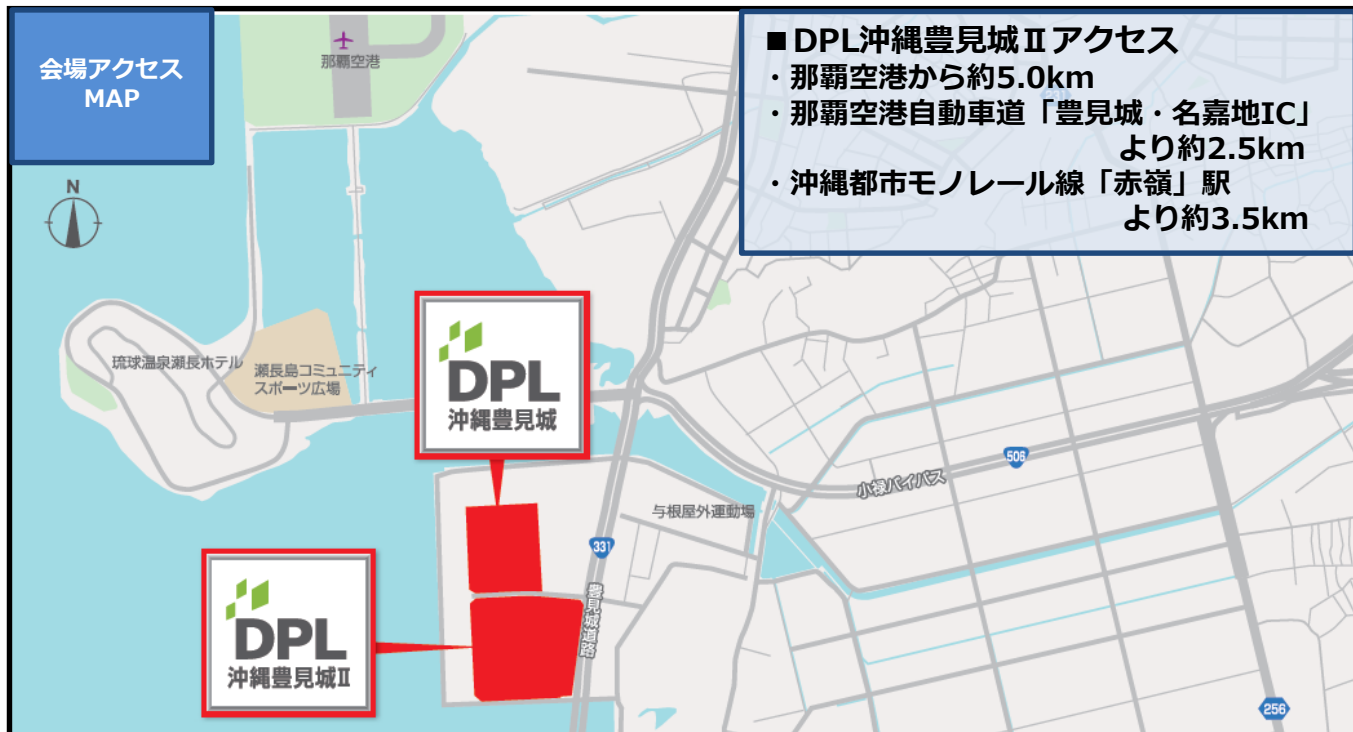 会場アクセス
MAP
■DPL沖縄豊見城Ⅱアクセス
・那覇空港から約5.0km
・那覇空港自動車道「豊見城・名嘉地IC」
より約2.5km
・沖縄都市モノレール線「赤嶺」駅
より約3.5km
那覇空港
N
琉球温泉瀬長ホテル
瀬長島コミュニティ
スポーツ広場
DPL
沖縄豊見城
506
小禄バイパス
与根屋外運動場
331
豊見城道路
DPL
沖縄豊見城Ⅱ
256